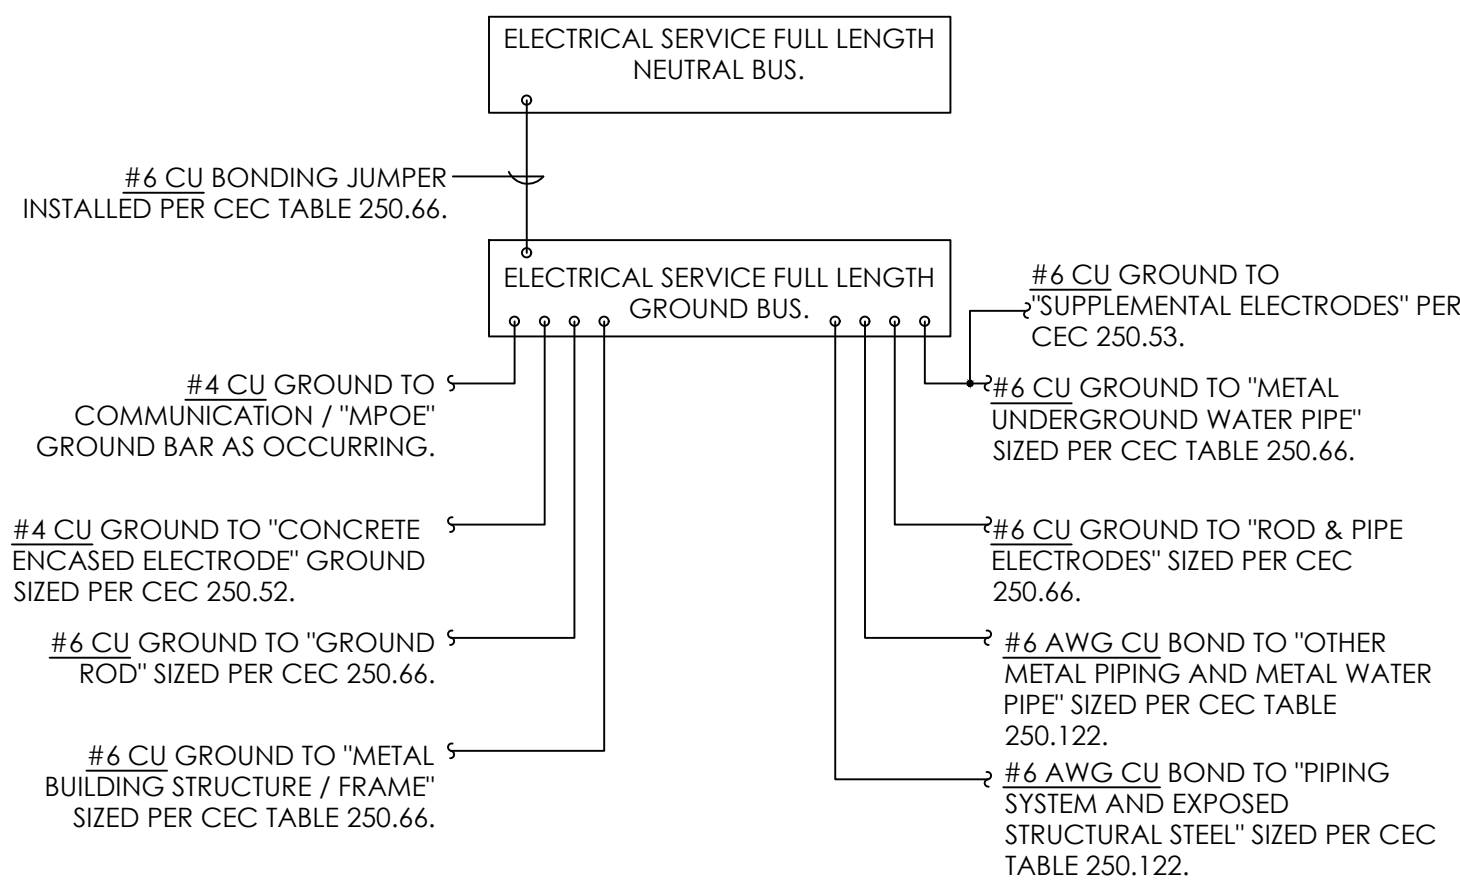 ELECTRICAL SERVICE FULL LENGTH
NEUTRAL BUS.
#6 CU BONDING JUMPER
INSTALLED PER CEC TABLE 250.66.
ELECTRICAL SERVICE FULL LENGTH
GROUND BUS.
#4 CU GROUND TO
COMMUNICATION / "MPOE"
GROUND BAR AS OCCURRING.
#4 CU GROUND TO "CONCRETE
ENCASED ELECTRODE" GROUND
SIZED PER CEC 250.52.
#6 CU GROUND TO "GROUND
ROD" SIZED PER CEC 250.66.
#6 CU GROUND TO "METAL
BUILDING STRUCTURE / FRAME"
SIZED PER CEC TABLE 250.66.
#6 CU GROUND TO
"SUPPLEMENTAL ELECTRODES" PER
CEC 250.53.
#6 CU GROUND TO "METAL
UNDERGROUND WATER PIPE"
SIZED PER CEC TABLE 250.66.
#6 CU GROUND TO "ROD & PIPE
ELECTRODES" SIZED PER CEC
250.66.
#6 AWG CU BOND TO "OTHER
METAL PIPING AND METAL WATER
PIPE" SIZED PER CEC TABLE
250.122.
#6 AWG CU BOND TO "PIPING
SYSTEM AND EXPOSED
STRUCTURAL STEEL" SIZED PER CEC
TABLE 250.122.